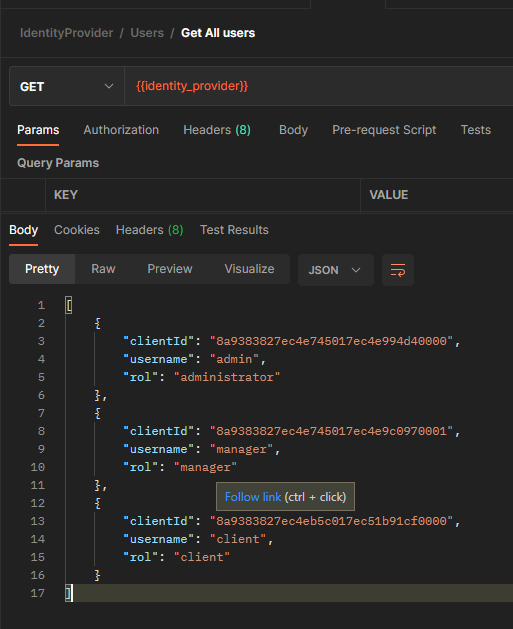 IdentityProvider / Users / Get All users
GET {{identity_provider}}
Params Authorization Headers (8) Body Pre-request Script Tests
Query Params
KEY VALUE
Body Cookies Headers (8) Test Results
Pretty Raw Preview Visualize JSON
1 [
2 {
3 "clientId": "8a9383827ec4e745017ec4e994d40000",
4 "username": "admin",
5 "rol": "administrator"
6 },
7 {
8 "clientId": "8a9383827ec4e745017ec4e9c0970001",
9 "username": "manager",
10 "rol": "manager"
11 },
Follow link (ctrl + click)
12 {
13 "clientId": "8a9383827ec4eb5c017ec51b91cf0000",
14 "username": "client",
15 "rol": "client"
16 }
17 ]